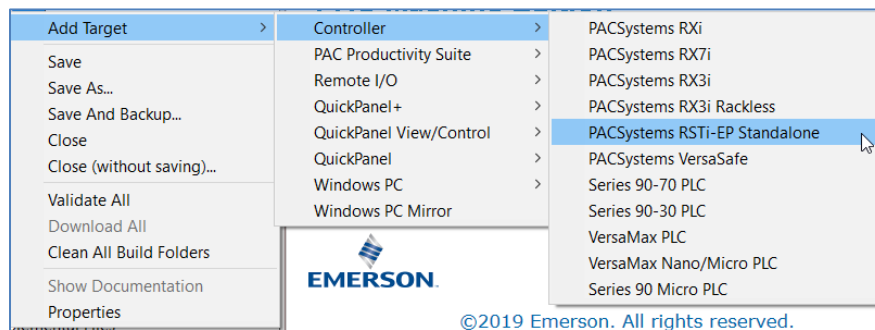 Add Target
Save
Save As...
Save And Backup...
Close
Close (without saving)...
Validate All
Download All
Clean All Build Folders
Show Documentation
Properties
Controller
PAC Productivity Suite
Remote I/O
QuickPanel+
QuickPanel View/Control
QuickPanel
Windows PC
Windows PC Mirror
PACSystems RXi
PACSystems RX7i
PACSystems RX3i
PACSystems RX3i Rackless
PACSystems RSTi-EP Standalone
PACSystems VersaSafe
Series 90-70 PLC
Series 90-30 PLC
VersaMax PLC
VersaMax Nano/Micro PLC
Series 90 Micro PLC
EMERSON.
©2019 Emerson. All rights reserved.